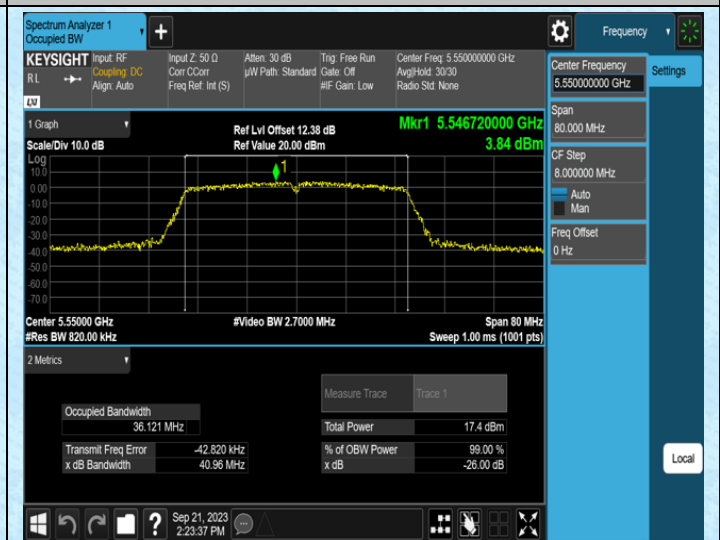 Spectrum Analyzer 1
Occupied BW
Frequency
KEYSIGHT
RL
LXI
Input: RF
Coupling: DC
Align: Auto
Input Z: 50 Ω
Corr CCorr
Freq Ref: Int (S)
Atten: 30 dB
µW Path: Standard
Trig: Free Run
Gate: Off
#IF Gain: Low
Center Freq: 5.550000000 GHz
Avg|Hold: 30/30
Radio Std: None
Center Frequency
5.550000000 GHz
Settings
Span
80.000 MHz
CF Step
8.000000 MHz
Auto
Man
Freq Offset
0 Hz
Local
1 Graph
Scale/Div 10.0 dB
Ref Lvl Offset 12.38 dB
Ref Value 20.00 dBm
Mkr1 5.546720000 GHz
3.84 dBm
Log
10.0
0.00
-10.0
-20.0
-30.0
-40.0
-50.0
-60.0
-70.0
1
Center 5.55000 GHz
#Res BW 820.00 kHz
#Video BW 2.7000 MHz
Span 80 MHz
Sweep 1.00 ms (1001 pts)
2 Metrics
Measure Trace
Trace 1
Occupied Bandwidth
36.121 MHz
Total Power
17.4 dBm
Transmit Freq Error
-42.820 kHz
% of OBW Power
99.00 %
x dB Bandwidth
40.96 MHz
x dB
-26.00 dB
Sep 21, 2023
2:23:37 PM